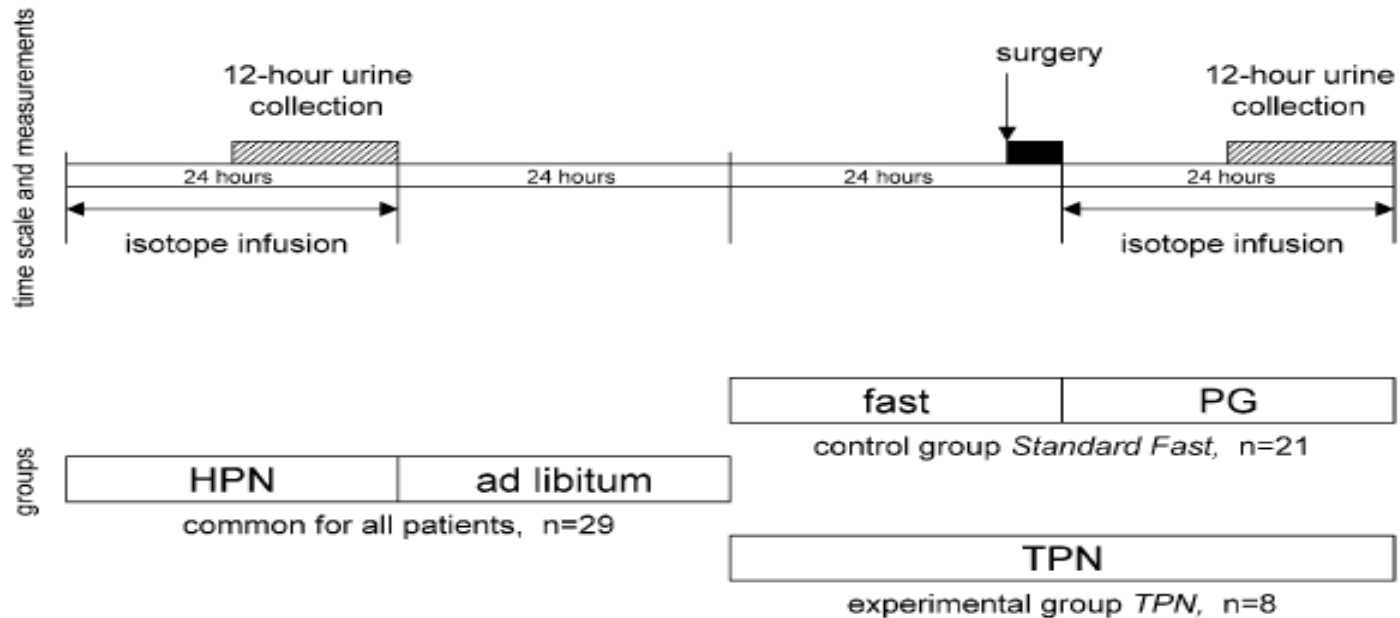 time scale and measurements
12-hour urine
collection
surgery
12-hour urine
collection
24 hours
24 hours
24 hours
24 hours
isotope infusion
isotope infusion
groups
fast
PG
control group Standard Fast, n=21
HPN
ad libitum
common for all patients, n=29
TPN
experimental group TPN, n=8